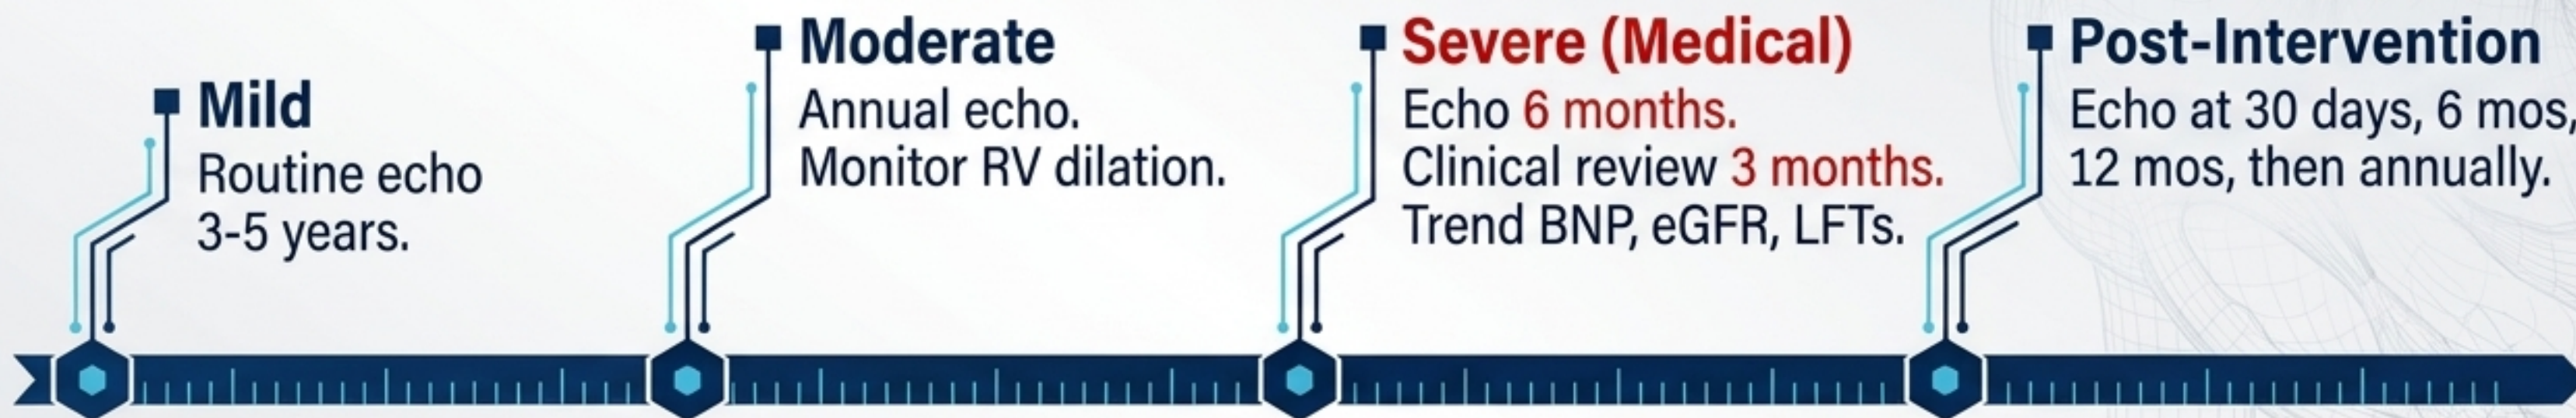 Mild
Routine echo
3-5 years.
Moderate
Annual echo.
Monitor RV dilation.
Severe (Medical)
Echo 6 months.
Clinical review 3 months.
Trend BNP, eGFR, LFTs.
Post-Intervention
Echo at 30 days, 6 mos,
12 mos, then annually.